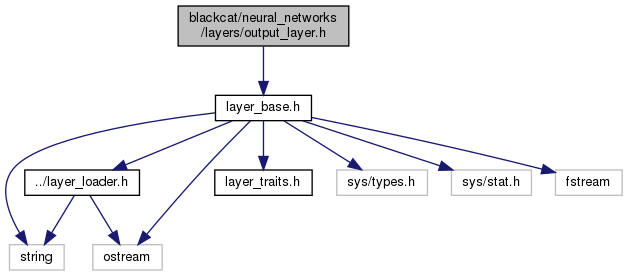 blackcat/neural_networks
/layers/output_layer.h
layer_base.h
../layer_loader.h
layer_traits.h
sys/types.h
sys/stat.h
fstream
string
ostream